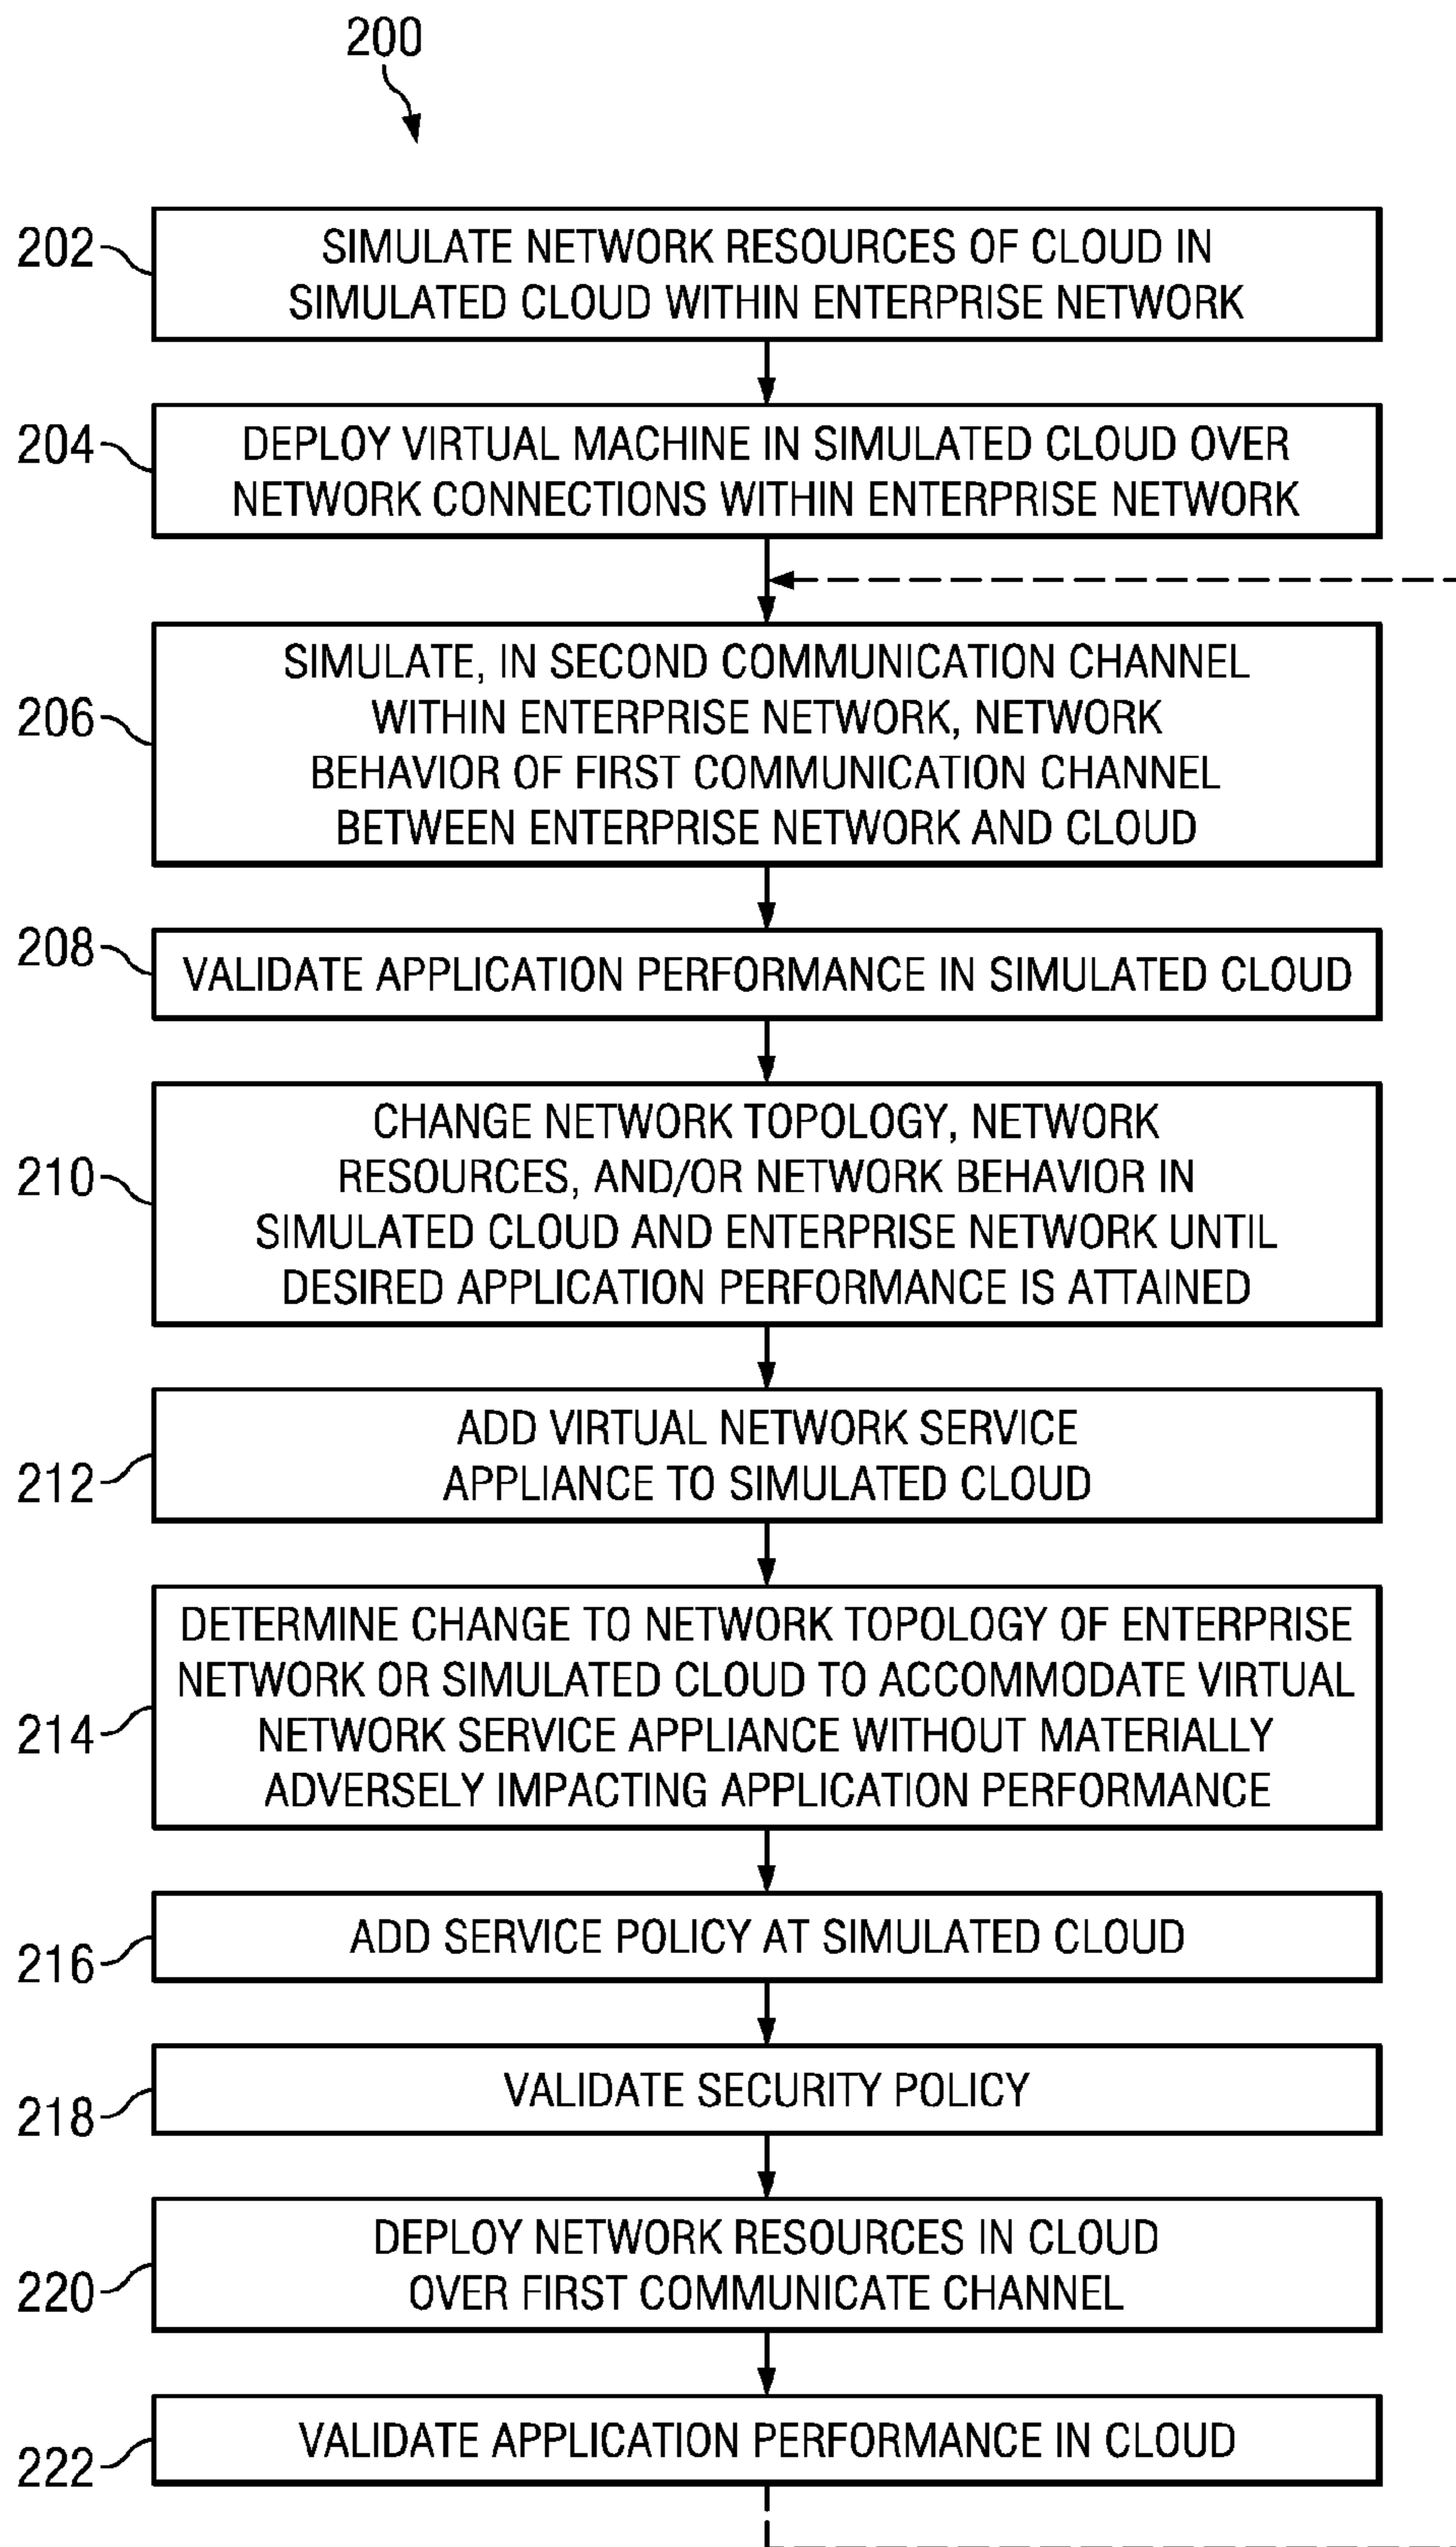 200
202
SIMULATE NETWORK RESOURCES OF CLOUD IN
SIMULATED CLOUD WITHIN ENTERPRISE NETWORK
204
DEPLOY VIRTUAL MACHINE IN SIMULATED CLOUD OVER
NETWORK CONNECTIONS WITHIN ENTERPRISE NETWORK
206
SIMULATE, IN SECOND COMMUNICATION CHANNEL
WITHIN ENTERPRISE NETWORK, NETWORK
BEHAVIOR OF FIRST COMMUNICATION CHANNEL
BETWEEN ENTERPRISE NETWORK AND CLOUD
208
VALIDATE APPLICATION PERFORMANCE IN SIMULATED CLOUD
210
CHANGE NETWORK TOPOLOGY, NETWORK
RESOURCES, AND/OR NETWORK BEHAVIOR IN
SIMULATED CLOUD AND ENTERPRISE NETWORK UNTIL
DESIRED APPLICATION PERFORMANCE IS ATTAINED
212
ADD VIRTUAL NETWORK SERVICE
APPLIANCE TO SIMULATED CLOUD
214
DETERMINE CHANGE TO NETWORK TOPOLOGY OF ENTERPRISE
NETWORK OR SIMULATED CLOUD TO ACCOMMODATE VIRTUAL
NETWORK SERVICE APPLIANCE WITHOUT MATERIALLY
ADVERSELY IMPACTING APPLICATION PERFORMANCE
216
ADD SERVICE POLICY AT SIMULATED CLOUD
218
VALIDATE SECURITY POLICY
220
DEPLOY NETWORK RESOURCES IN CLOUD
OVER FIRST COMMUNICATE CHANNEL
222
VALIDATE APPLICATION PERFORMANCE IN CLOUD